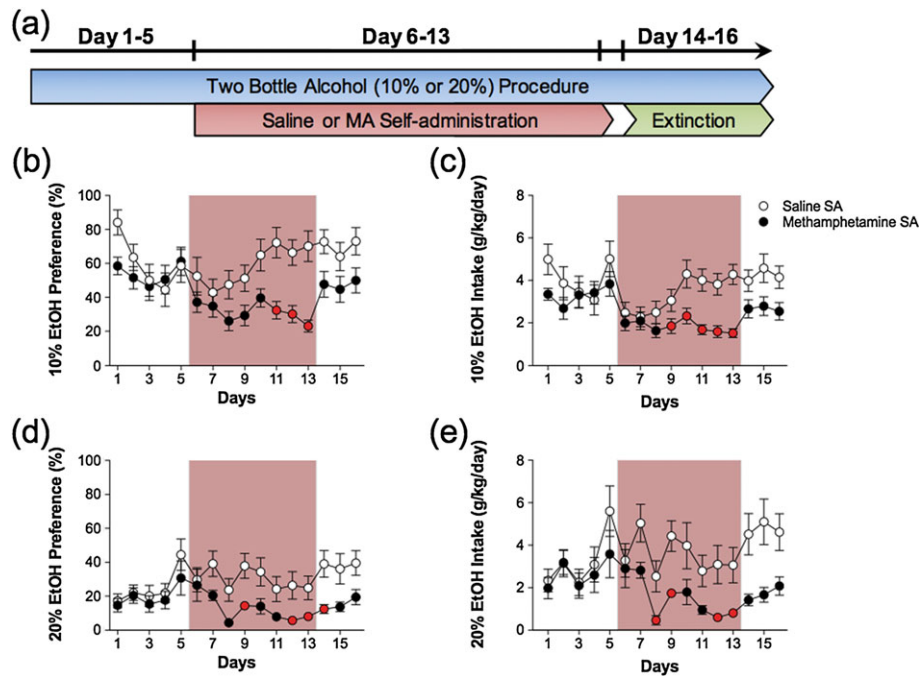 (a)
Day 1-5
Day 6-13
Day 14-16
Two Bottle Alcohol (10% or 20%) Procedure
Saline or MA Self-administration
Extinction
(b)
10% EtOH Preference (%)
100
80
60
40
20
0
1
3
5
7
9
11
13
15
Days
(c)
10% EtOH Intake (g/kg/day)
8
6
4
2
0
1
3
5
7
9
11
13
15
Days
Saline SA
Methamphetamine SA
(d)
20% EtOH Preference (%)
100
80
60
40
20
0
1
3
5
7
9
11
13
15
Days
(e)
20% EtOH Intake (g/kg/day)
8
6
4
2
0
1
3
5
7
9
11
13
15
Days